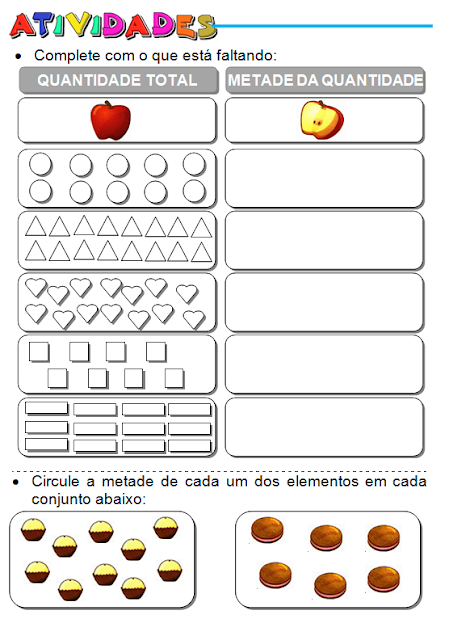 ATIVIDADES
• Complete com o que está faltando:
QUANTIDADE TOTAL
METADE DA QUANTIDADE
• Circule a metade de cada um dos elementos em cada
conjunto abaixo: